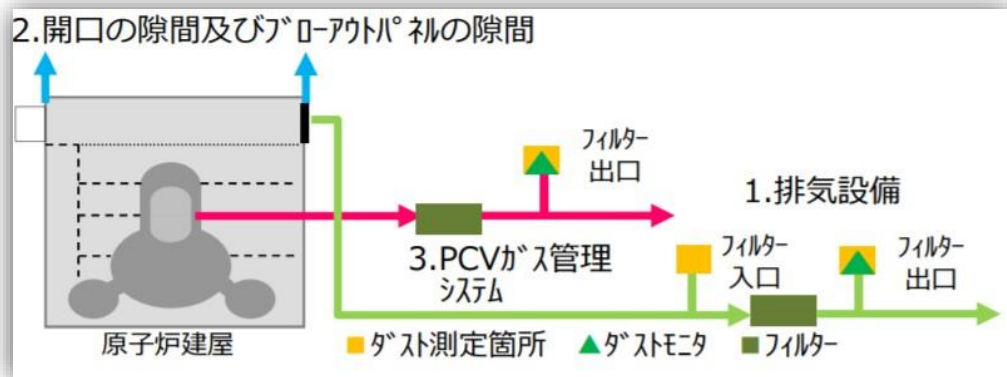 2.開口の隙間及びﾌﾞﾛｰｱｳﾄﾊﾟﾈﾙの隙間
ﾌｨﾙﾀｰ
出口
1.排気設備
3.PCVｶﾞｽ管理
ｼｽﾃﾑ
ﾌｨﾙﾀｰ
入口
ﾌｨﾙﾀｰ
出口
原子炉建屋
■ﾀﾞｽﾄ測定箇所 ▲ﾀﾞｽﾄﾓﾆﾀ ■ﾌｨﾙﾀｰ